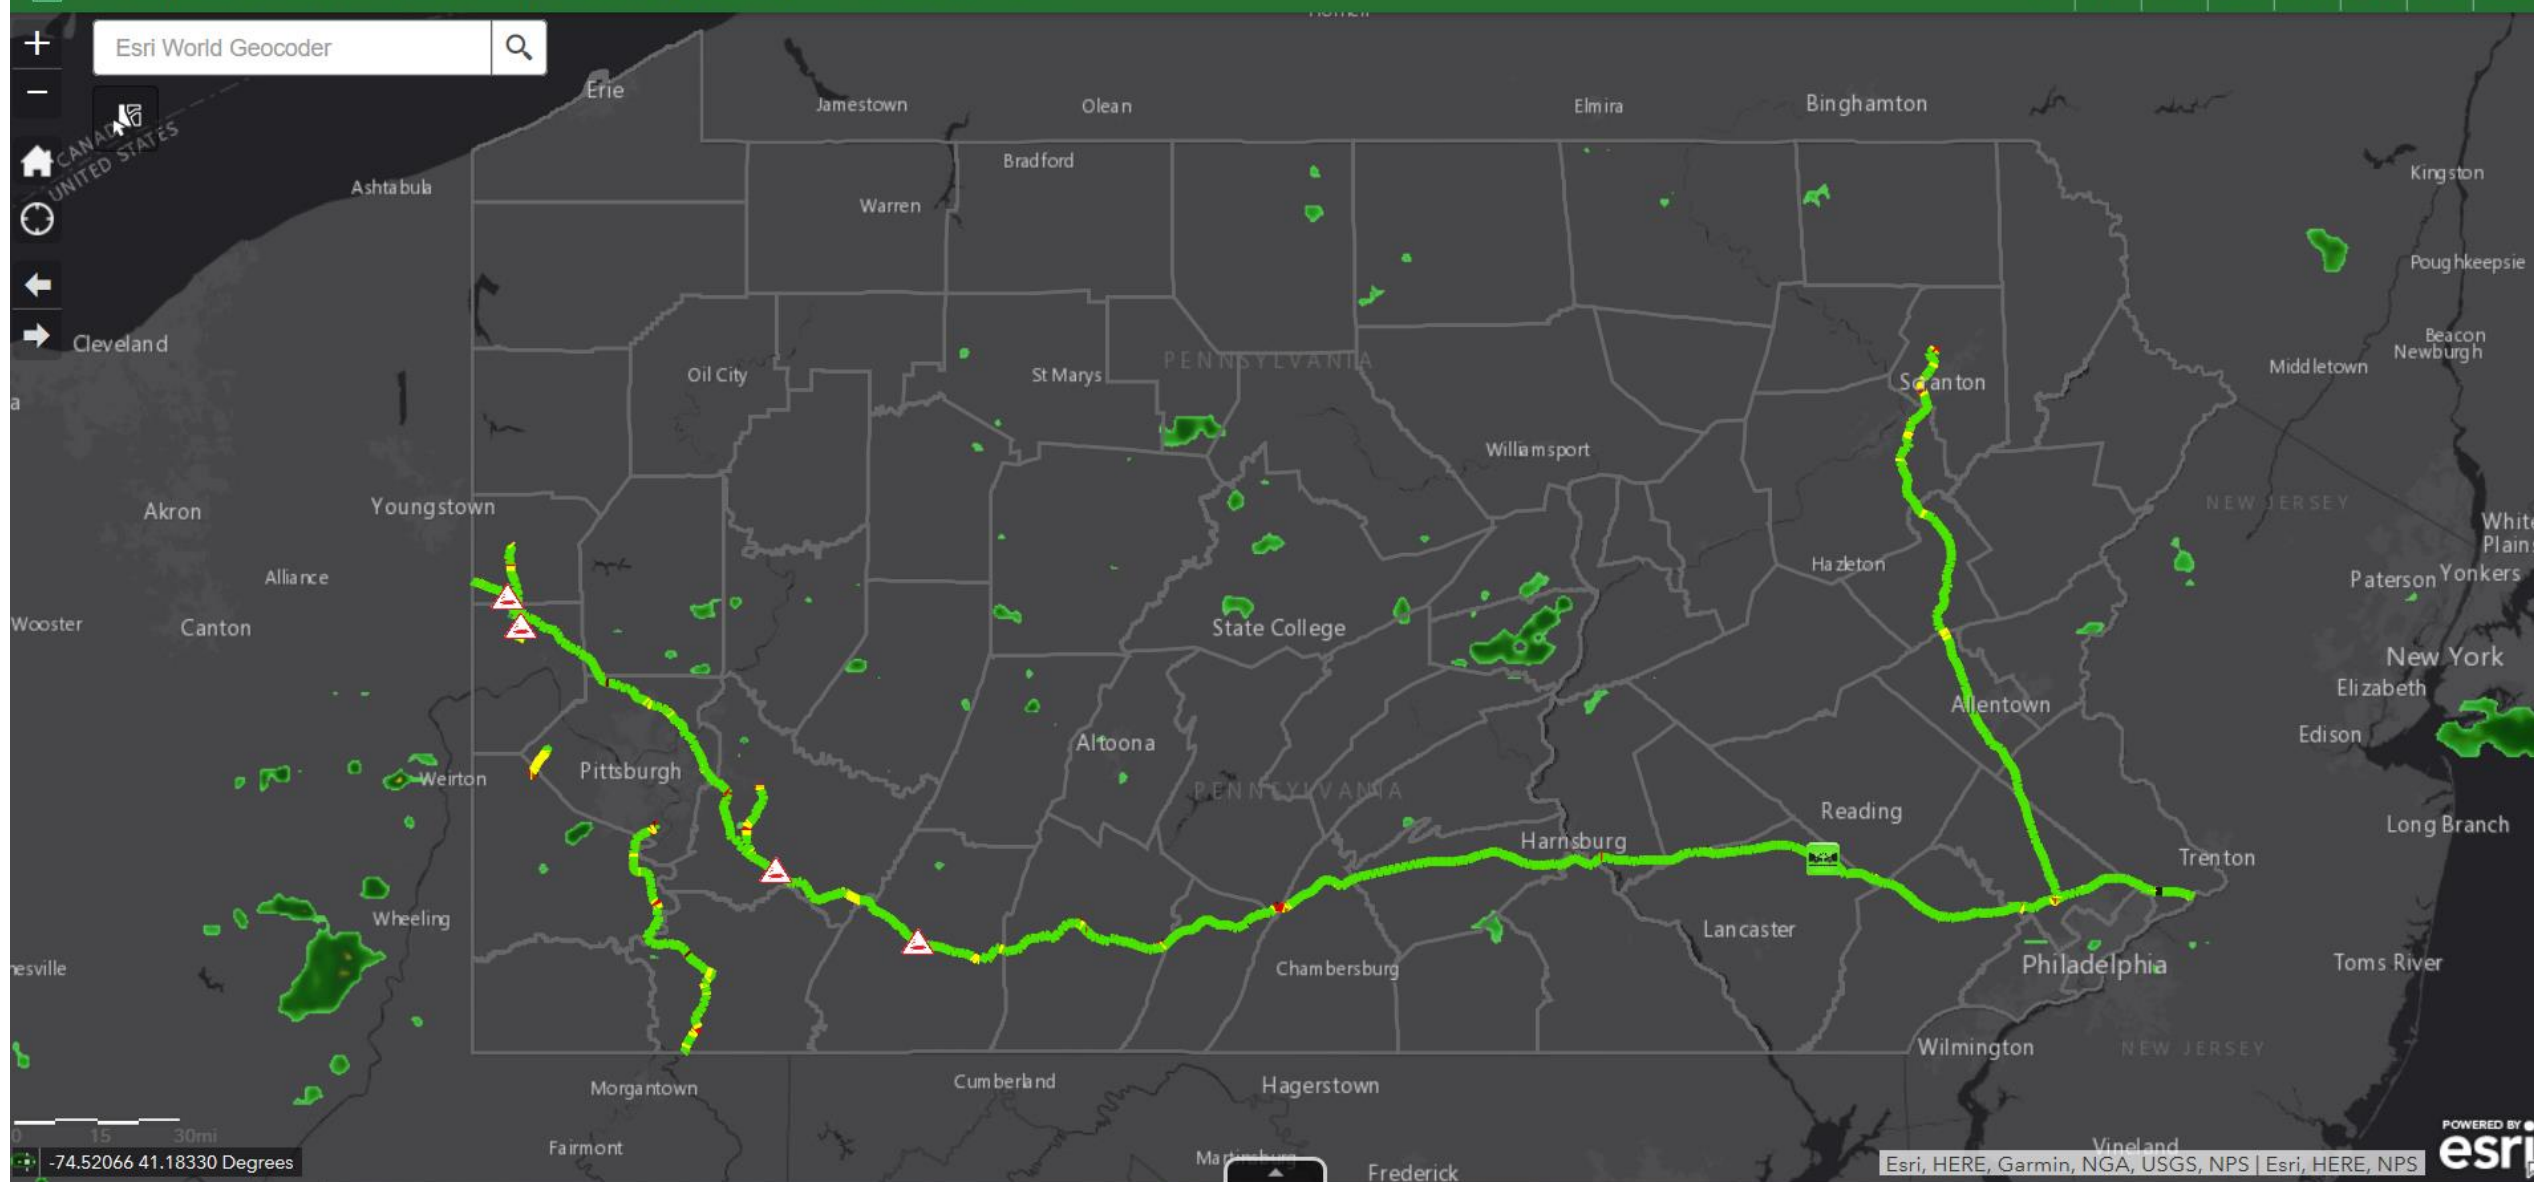 Esri World Geocoder
Erie
Jamestown
Olean
Elmira
Binghamton
CANADA
UNITED STATES
Bradford
Kingston
Ashtabula
Warren
Poughkeepsie
Cleveland
Beacon
Newburgh
PENNSYLVANIA
Middletown
Oil City
St Marys
Scranton
a
Williamsport
Youngstown
Akron
NEW JERSEY
White
Plains
Hazleton
Alliance
Paterson
Yonkers
Wooster
Canton
State College
New York
Elizabeth
Allentown
Edison
Altoona
Pittsburgh
Weirton
PENNSYLVANIA
Reading
Long Branch
Harrisburg
Trenton
Wheeling
Lancaster
Philadelphia
Toms River
esville
Chambersburg
Wilmington
NEW JERSEY
Morgantown
Cumberland
Hagerstown
0 15 30mi
Fairmont
Martinsburg
Vineland
Frederick
-74.52066 41.18330 Degrees
Esri, HERE, Garmin, NGA, USGS, NPS | Esri, HERE, NPS
POWERED BY
esri